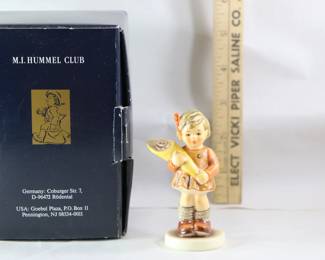 M.I. HUMMEL CLUB
Germany: Coburger Str. 7,
D-96472 Rödental
USA: Goebel Plaza, P.O. Box 11
Pennington, NJ 08534-0011
ELECT VICKI PIPER SALINE CO.